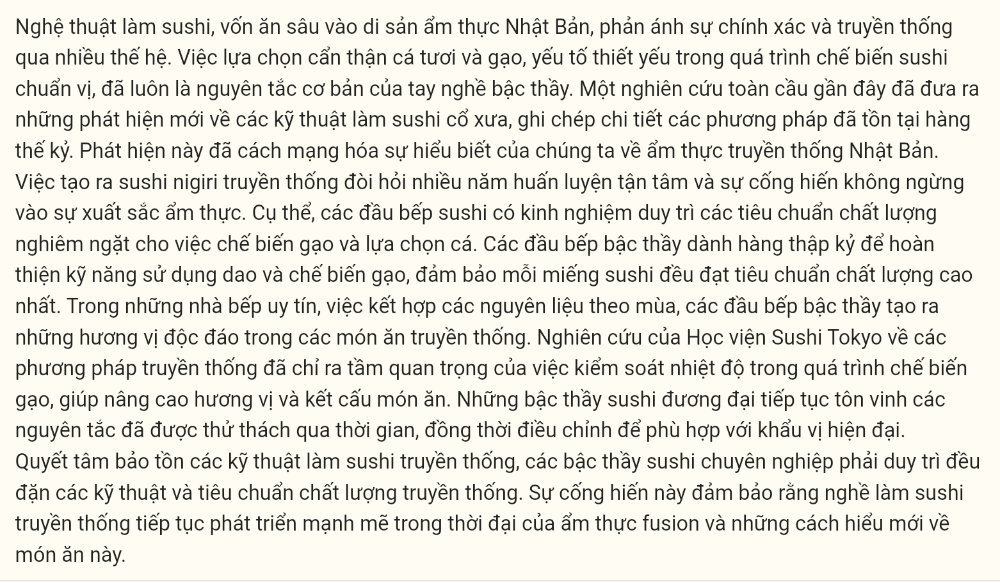 Nghệ thuật làm sushi, vốn ăn sâu vào di sản ẩm thực Nhật Bản, phản ánh sự chính xác và truyền thống
qua nhiều thế hệ. Việc lựa chọn cẩn thận cá tươi và gạo, yếu tố thiết yếu trong quá trình chế biến sushi
chuẩn vị, đã luôn là nguyên tắc cơ bản của tay nghề bậc thầy. Một nghiên cứu toàn cầu gần đây đã đưa ra
những phát hiện mới về các kỹ thuật làm sushi cổ xưa, ghi chép chi tiết các phương pháp đã tồn tại hàng
thế kỷ. Phát hiện này đã cách mạng hóa sự hiểu biết của chúng ta về ẩm thực truyền thống Nhật Bản.
Việc tạo ra sushi nigiri truyền thống đòi hỏi nhiều năm huấn luyện tận tâm và sự cống hiến không ngừng
vào sự xuất sắc ẩm thực. Cụ thể, các đầu bếp sushi có kinh nghiệm duy trì các tiêu chuẩn chất lượng
nghiêm ngặt cho việc chế biến gạo và lựa chọn cá. Các đầu bếp bậc thầy dành hàng thập kỷ để hoàn
thiện kỹ năng sử dụng dao và chế biến gạo, đảm bảo mỗi miếng sushi đều đạt tiêu chuẩn chất lượng cao
nhất. Trong những nhà bếp uy tín, việc kết hợp các nguyên liệu theo mùa, các đầu bếp bậc thầy tạo ra
những hương vị độc đáo trong các món ăn truyền thống. Nghiên cứu của Học viện Sushi Tokyo về các
phương pháp truyền thống đã chỉ ra tầm quan trọng của việc kiểm soát nhiệt độ trong quá trình chế biến
gạo, giúp nâng cao hương vị và kết cấu món ăn. Những bậc thầy sushi đương đại tiếp tục tôn vinh các
nguyên tắc đã được thử thách qua thời gian, đồng thời điều chỉnh để phù hợp với khẩu vị hiện đại.
Quyết tâm bảo tồn các kỹ thuật làm sushi truyền thống, các bậc thầy sushi chuyên nghiệp phải duy trì đều
đặn các kỹ thuật và tiêu chuẩn chất lượng truyền thống. Sự cống hiến này đảm bảo rằng nghề làm sushi
truyền thống tiếp tục phát triển mạnh mẽ trong thời đại của ẩm thực fusion và những cách hiểu mới về
món ăn này.